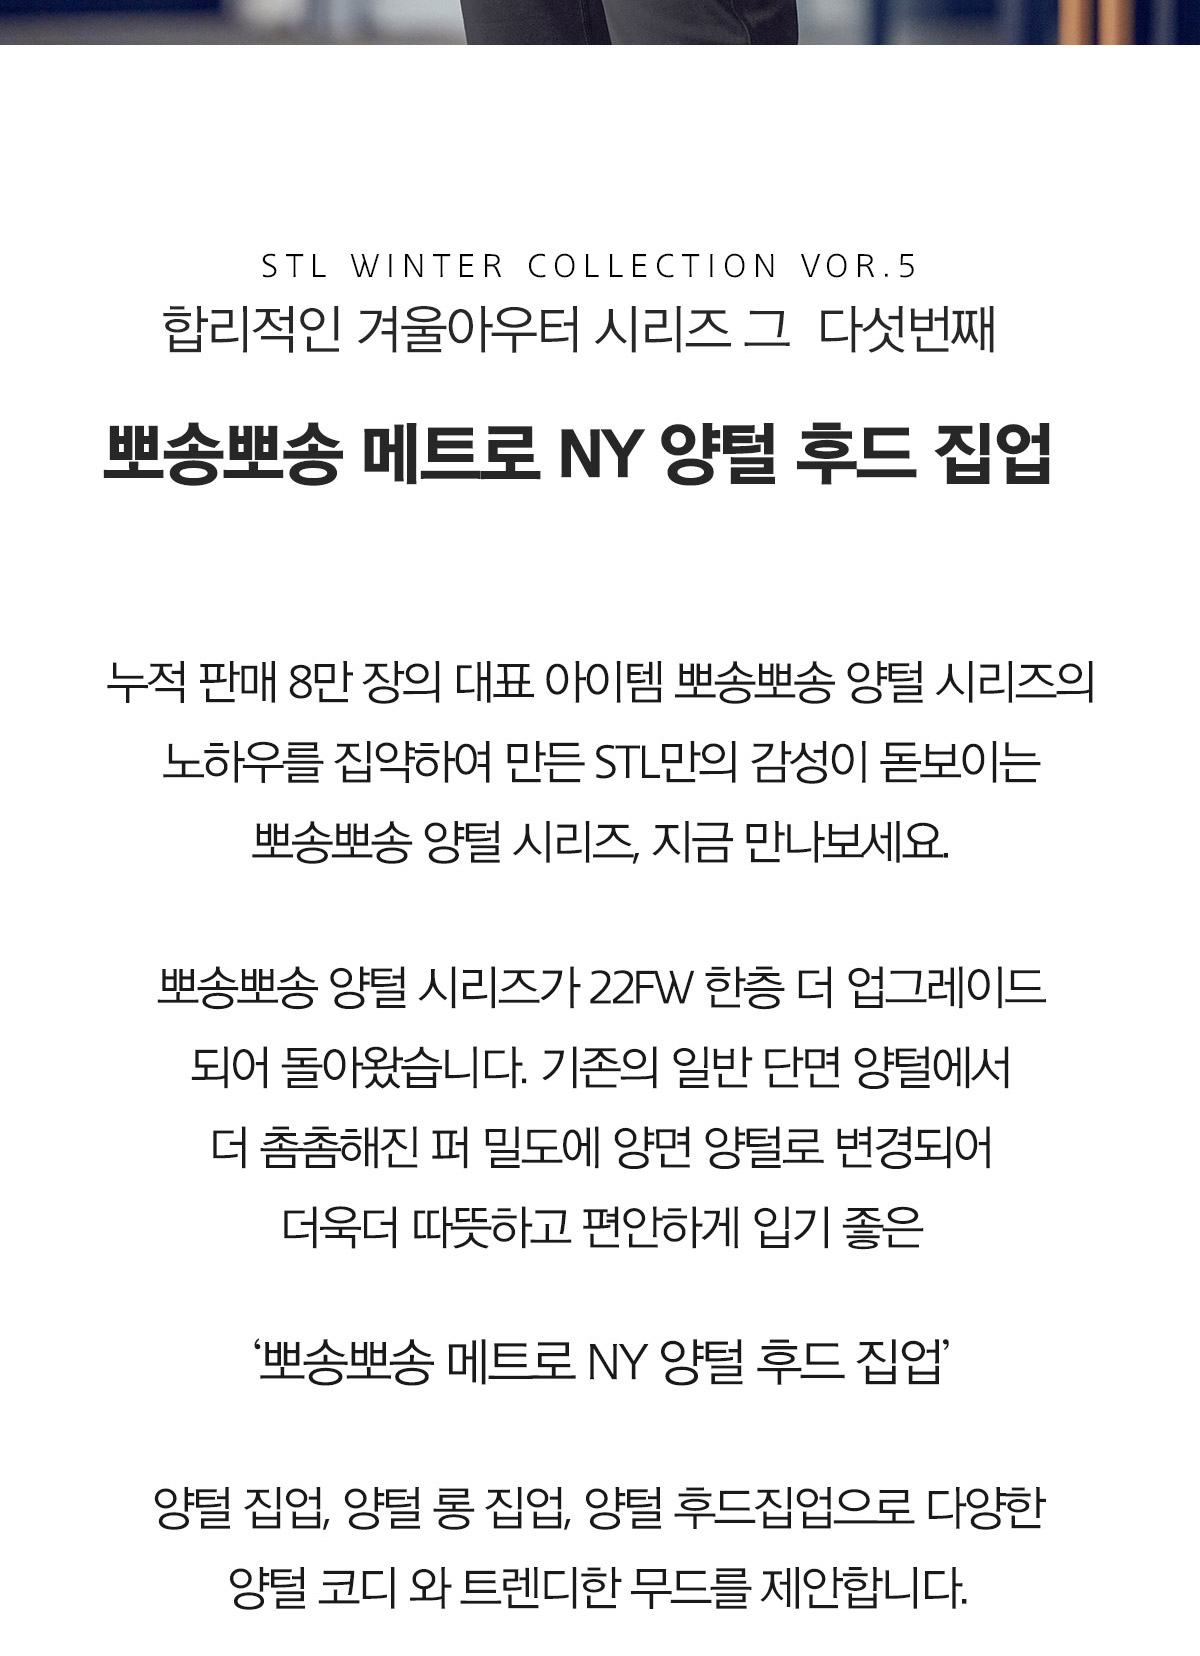 STL WINTER COLLECTION VOR.5
합리적인 겨울아우터 시리즈 그 다섯번째
뽀송뽀송 메트로 NY 양털 후드 집업
누적 판매 8만 장의 대표 아이템 뽀송뽀송 양털 시리즈의
노하우를 집약하여 만든 STL만의 감성이 돋보이는
뽀송뽀송 양털 시리즈, 지금 만나보세요.
뽀송뽀송 양털 시리즈가 22FW 한층 더 업그레이드
되어 돌아왔습니다. 기존의 일반 단면 양털에서
더 촘촘해진 퍼 밀도에 양면 양털로 변경되어
더욱더 따뜻하고 편안하게 입기 좋은
‘뽀송뽀송 메트로 NY 양털 후드 집업’
양털 집업, 양털 롱 집업, 양털 후드집업으로 다양한
양털 코디 와 트렌디한 무드를 제안합니다.